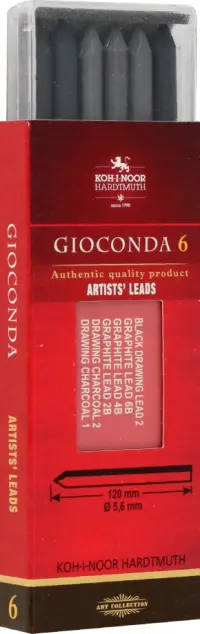 KOH-I-NOOR
HARDTMUTH
since 1790
GIOCONDA 6
Authentic quality product
ARTISTS' LEADS
BLACK DRAWING LEAD 2
GRAPHITE LEAD 6B
GRAPHITE LEAD 4B
GRAPHITE LEAD 2B
DRAWING CHARCOAL 2
DRAWING CHARCOAL 1
120 mm
Ø 5,6 mm
KOH-I-NOOR HARDTMUTH
ART COLLECTION
GIOCONDA
ARTISTS' LEADS
6